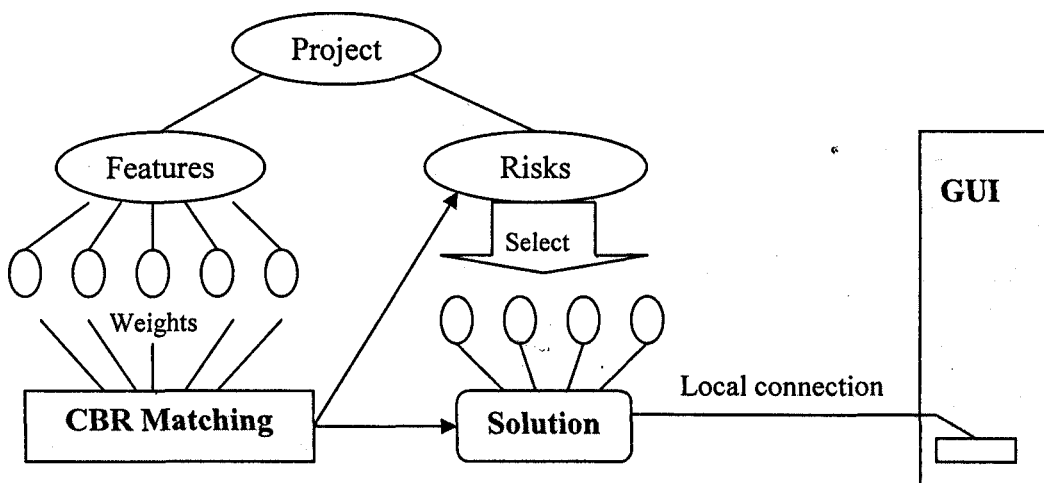 Project
Features
Risks
GUI
Select
Weights
Local connection
CBR Matching
Solution